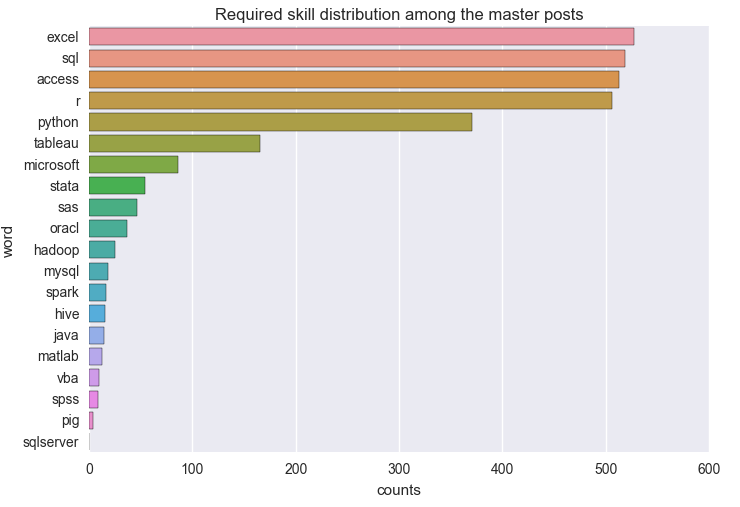 Required skill distribution among the master posts
excel
sql
access
r
python
tableau
microsoft
stata
sas
oracl
hadoop
mysql
spark
hive
java
matlab
vba
spss
pig
sqlserver
word
0 100 200 300 400 500 600
counts